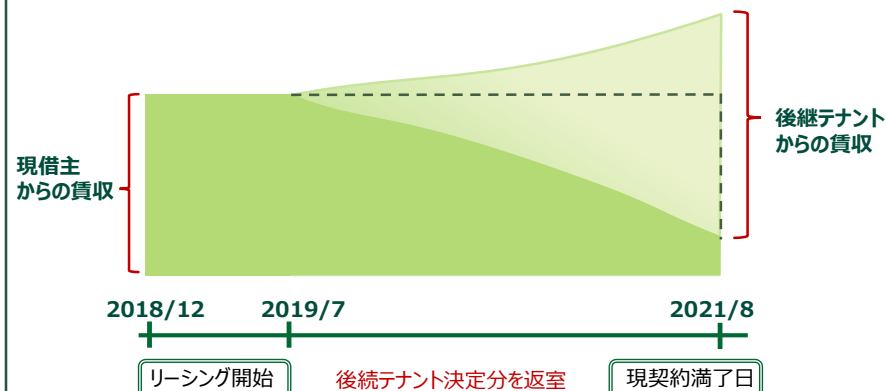 後継テナント
からの賃収
現借主
からの賃収
2018/12
2019/7
2021/8
リーシング開始
後続テナント決定分を返室
現契約満了日